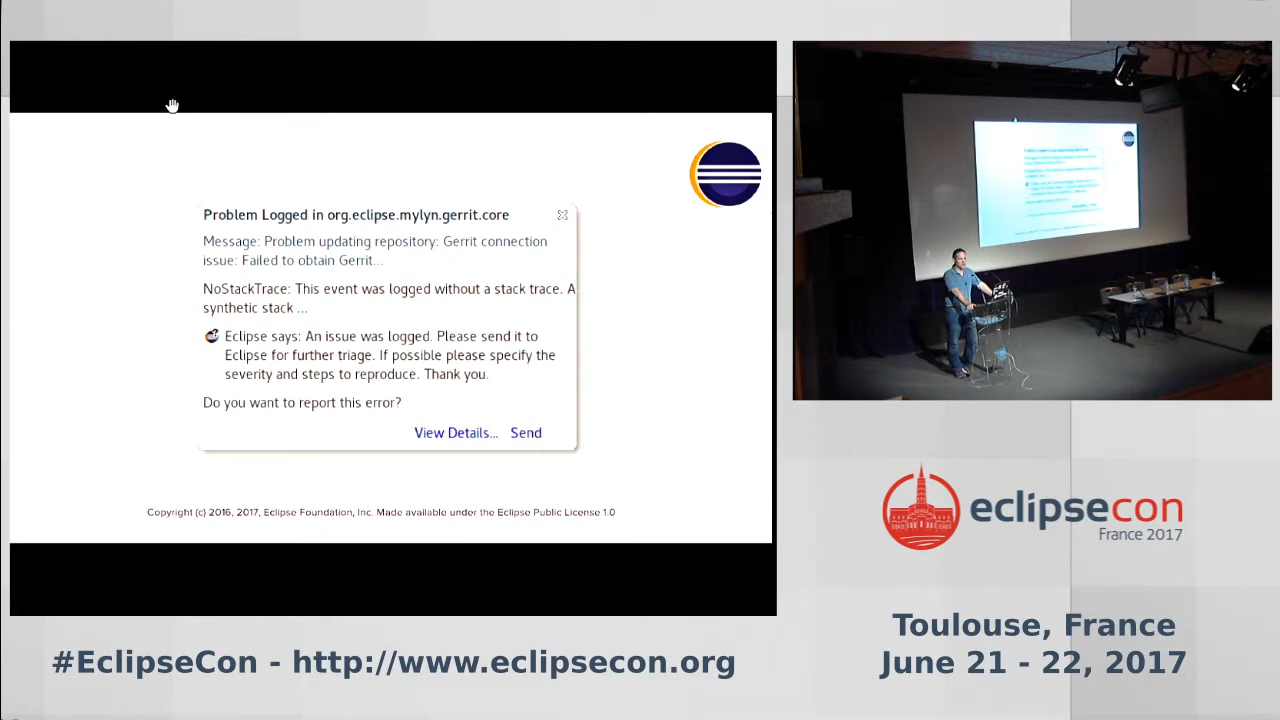 Problem Logged in org.eclipse.mylyn.gerrit.core
Message: Problem updating repository: Gerrit connection
issue: Failed to obtain Gerrit...
NoStackTrace: This event was logged without a stack trace. A
synthetic stack ...
Eclipse says: An issue was logged. Please send it to
Eclipse for further triage. If possible please specify the
severity and steps to reproduce. Thank you.
Do you want to report this error?
View Details... Send
Copyright (c) 2016, 2017, Eclipse Foundation, Inc. Made available under the Eclipse Public License 1.0
eclipsecon
France 2017
Toulouse, France
June 21 - 22, 2017
#EclipseCon - http://www.eclipsecon.org